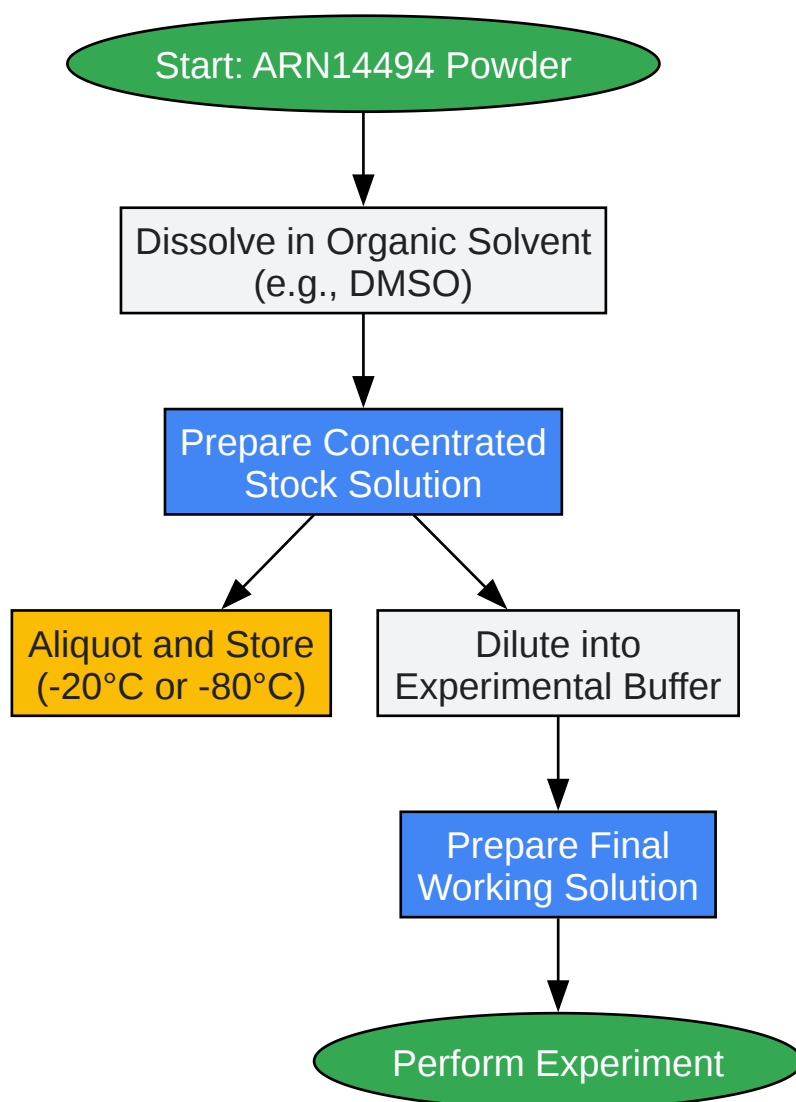 Start: ARN14494 Powder
Dissolve in Organic Solvent
(e.g., DMSO)
Prepare Concentrated
Stock Solution
Aliquot and Store
(-20°C or -80°C)
Dilute into
Experimental Buffer
Prepare Final
Working Solution
Perform Experiment